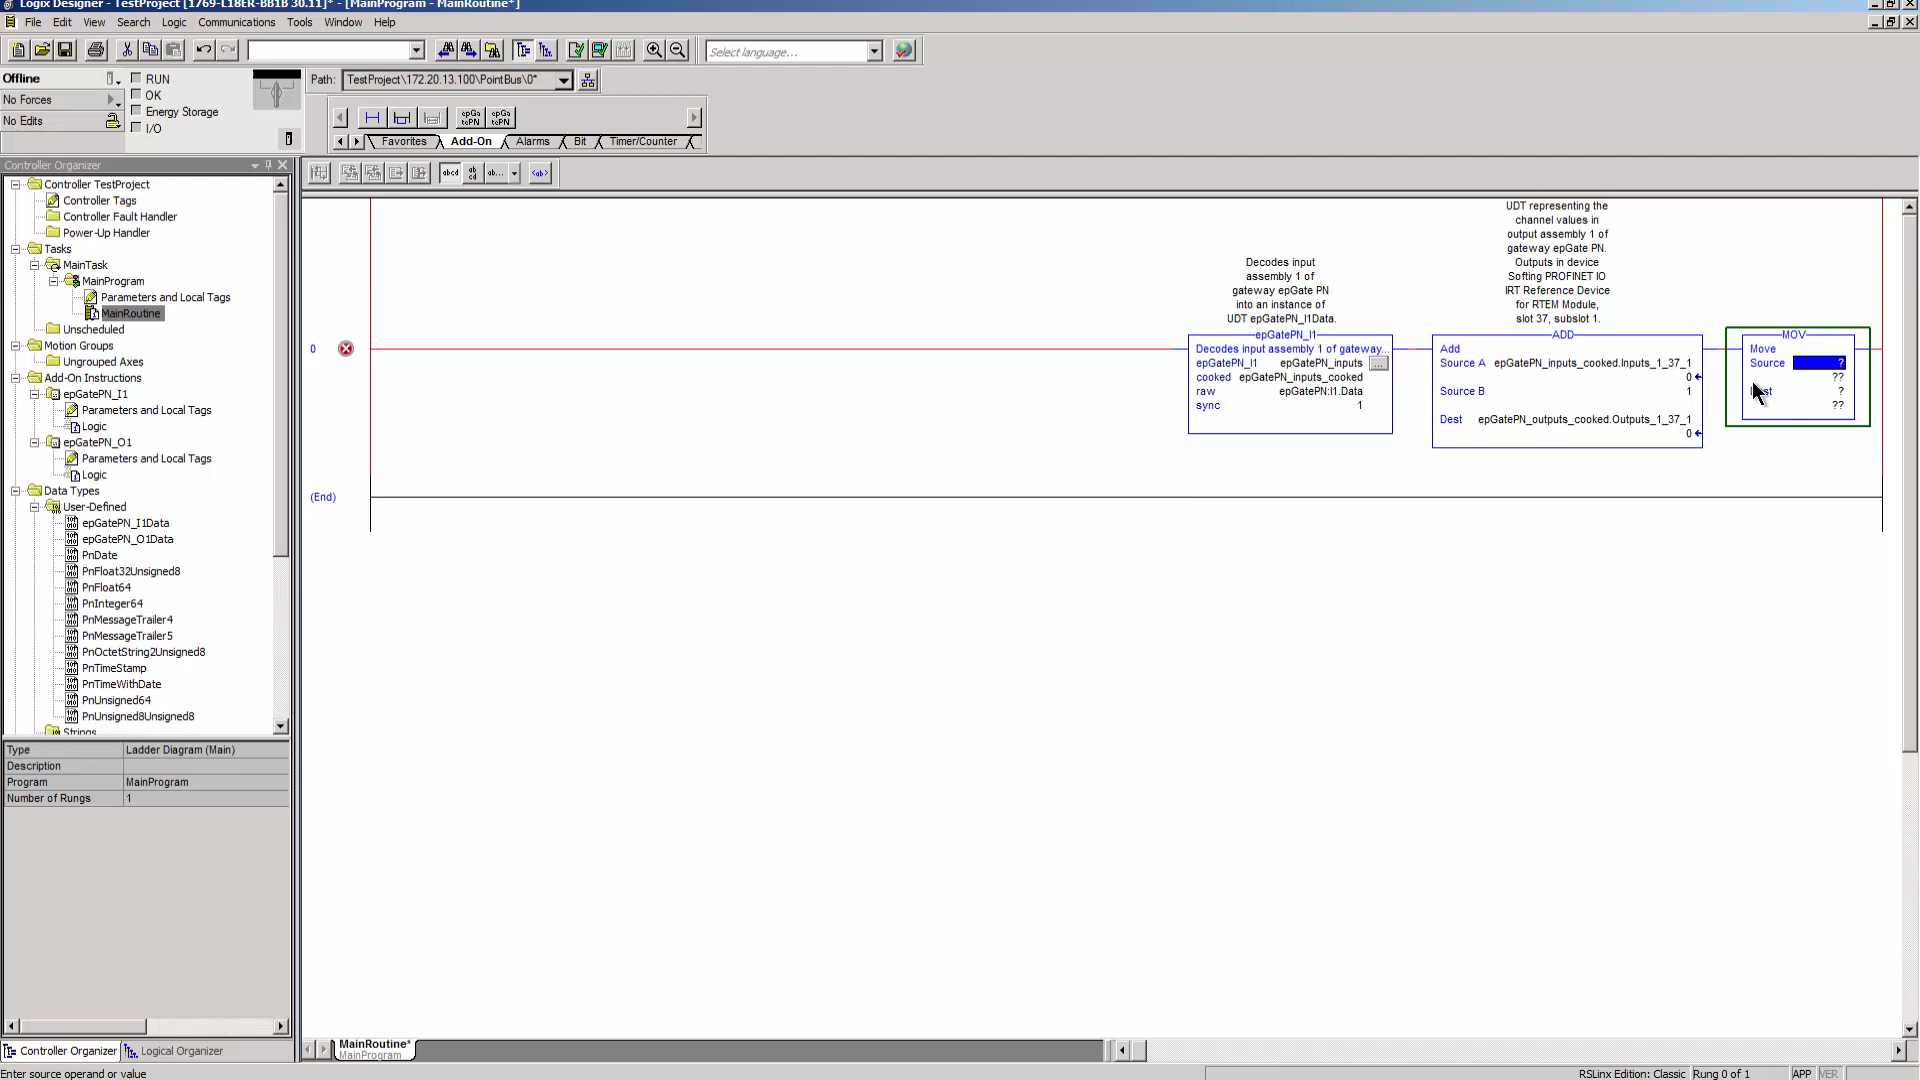 Logix Designer - TestProject [1769-L18ER-BB1B 30.11]* - [MainProgram - MainRoutine*]
File Edit View Search Logic Communications Tools Window Help
Select language...
Offline
RUN
No Forces
OK
Energy Storage
No Edits
I/O
Path: TestProject\172.20.13.100\PointBus\0*
epGa tePN epGa tePN
Favorites Add-On Alarms Bit Timer/Counter
Controller Organizer
abcd ab cd ab... <ab>
Controller TestProject
Controller Tags
Controller Fault Handler
Power-Up Handler
Tasks
MainTask
MainProgram
Parameters and Local Tags
MainRoutine
Unscheduled
Motion Groups
Ungrouped Axes
Add-On Instructions
epGatePN_I1
Parameters and Local Tags
Logic
epGatePN_O1
Parameters and Local Tags
Logic
Data Types
User-Defined
epGatePN_I1Data
epGatePN_O1Data
PnDate
PnFloat32Unsigned8
PnFloat64
PnInteger64
PnMessageTrailer4
PnMessageTrailer5
PnOctetString2Unsigned8
PnTimeStamp
PnTimeWithDate
PnUnsigned64
PnUnsigned8Unsigned8
Strings
Type Ladder Diagram (Main)
Description
Program MainProgram
Number of Rungs 1
Controller Organizer Logical Organizer
0
Decodes input
assembly 1 of
gateway epGate PN
into an instance of
UDT epGatePN_I1Data.
epGatePN_I1
Decodes input assembly 1 of gateway...
epGatePN_I1 epGatePN_inputs ...
cooked epGatePN_inputs_cooked
raw epGatePN:I1.Data
sync 1
UDT representing the
channel values in
output assembly 1 of
gateway epGate PN.
Outputs in device
Softing PROFINET IO
IRT Reference Device
for RTEM Module,
slot 37, subslot 1.
ADD
Add
Source A epGatePN_inputs_cooked.Inputs_1_37_1
0
Source B 1
Dest epGatePN_outputs_cooked.Outputs_1_37_1
0
MOV
Move
Source ?
??
?
??
(End)
MainRoutine*
MainProgram
Enter source operand or value
RSLinx Edition: Classic Rung 0 of 1 APP VER